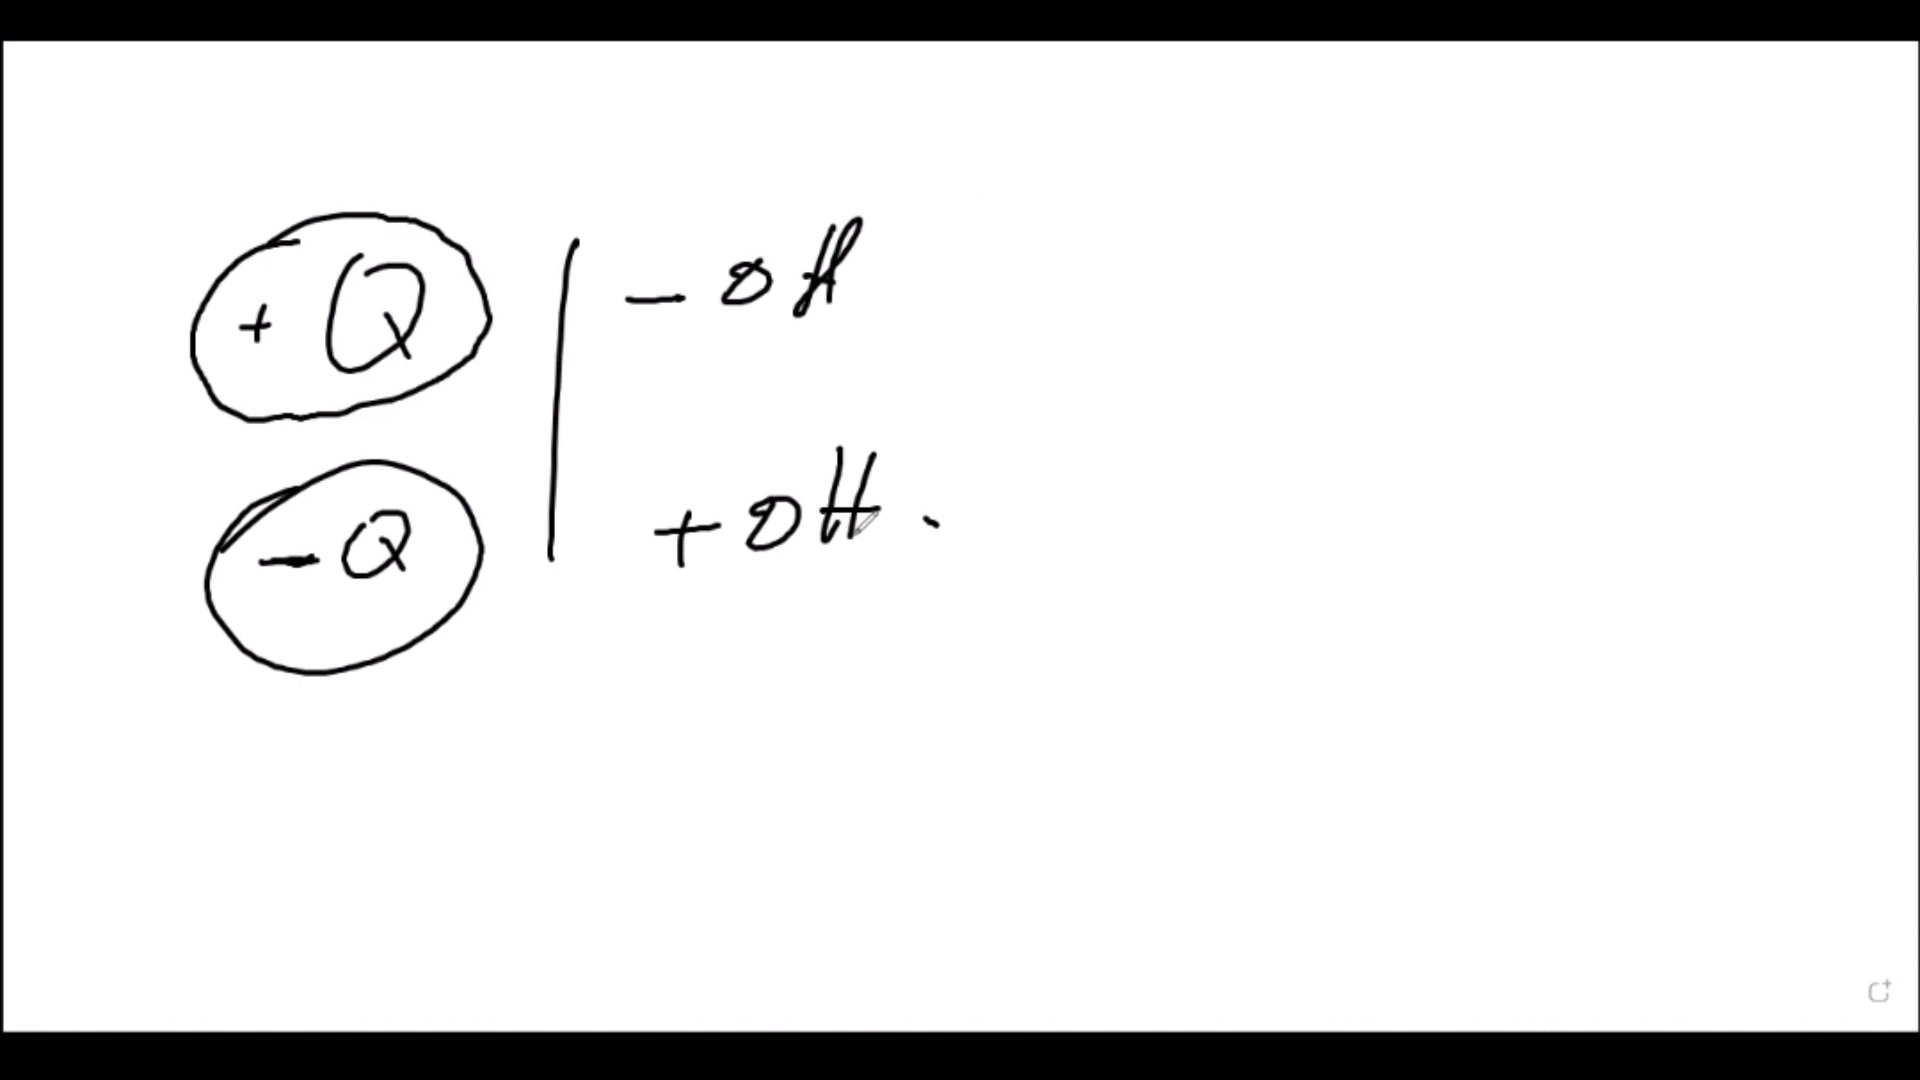 + Q | - OH
- Q | + OH .